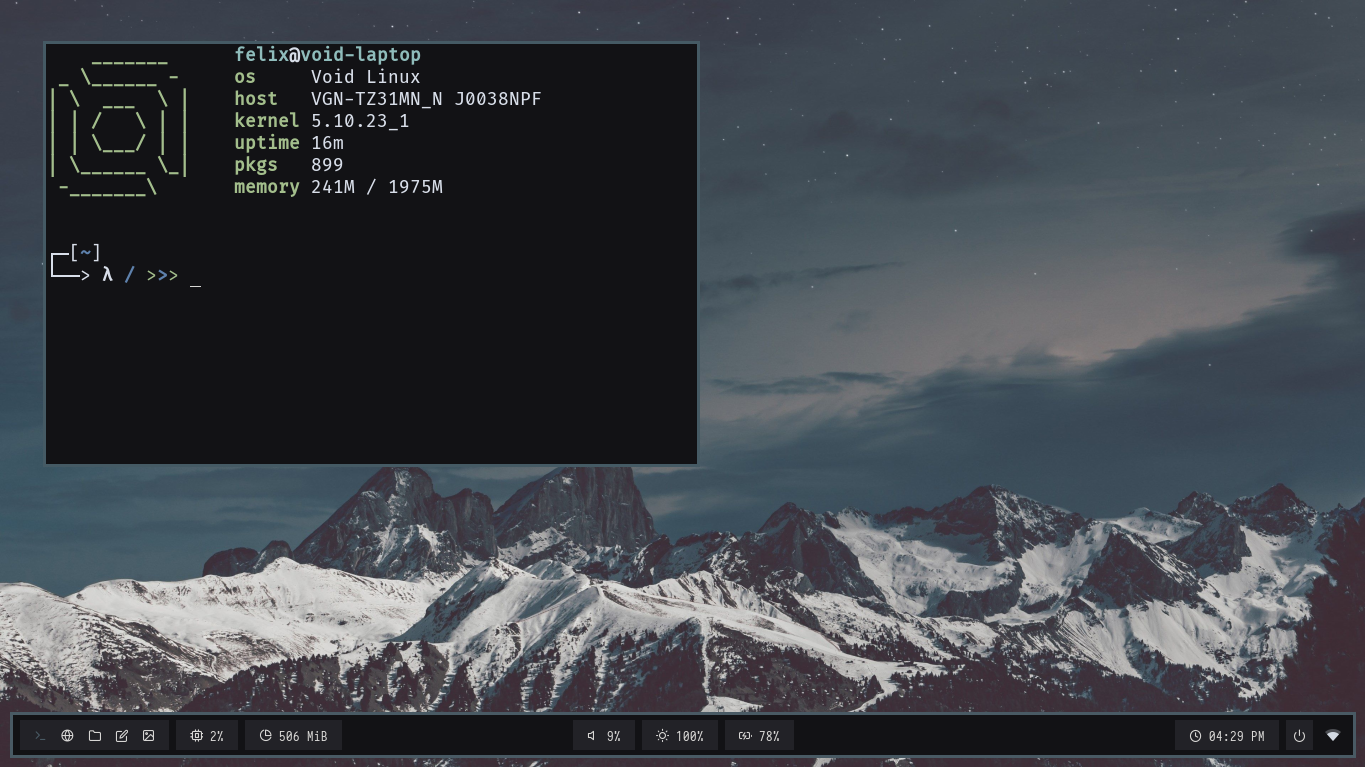 felix@void-laptop
os Void Linux
host VGN-TZ31MN_N J0038NPF
kernel 5.10.23_1
uptime 16m
pkgs 899
memory 241M / 1975M
[~]
> λ / >>> _
2% 506 MiB 9% 100% 78% 04:29 PM